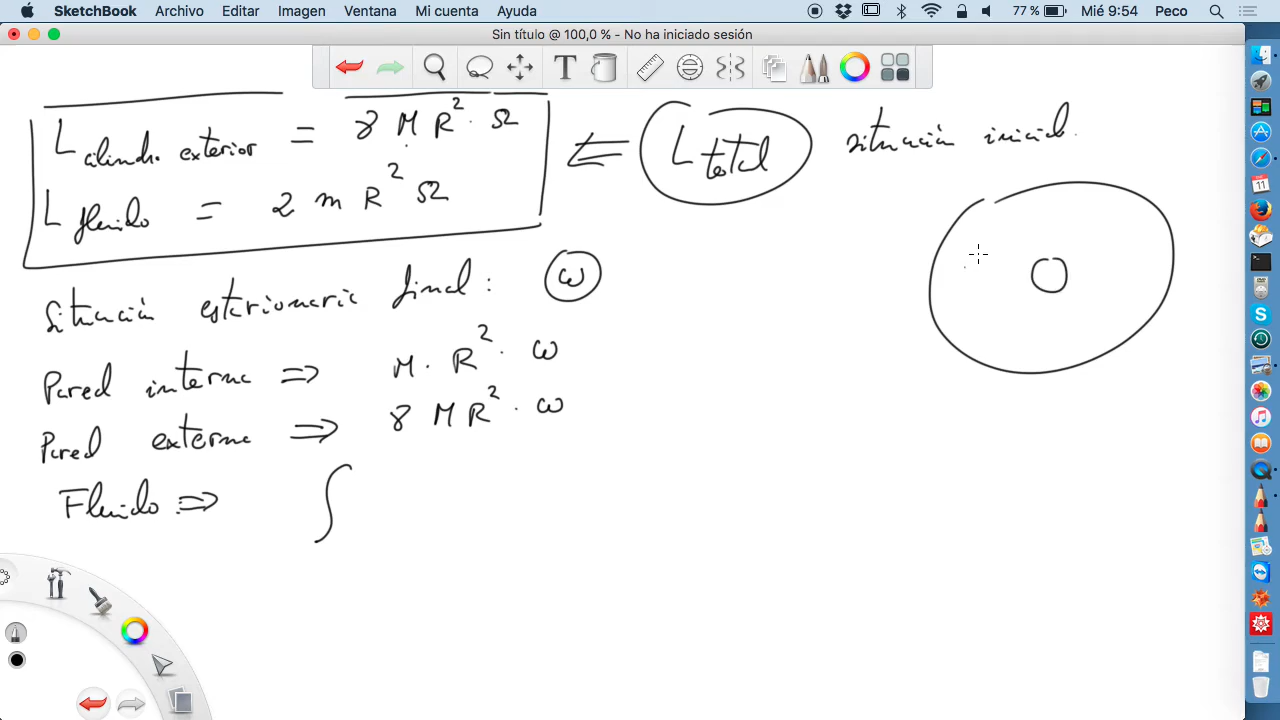 SketchBook Archivo Editar Imagen Ventana Mi cuenta Ayuda 77 % Mié 9:54 Peco
Sin título @ 100,0 % - No ha iniciado sesión
L cilindro exterior = 8 M R² · Ω ⇐ L total situación inicial.
L fluido = 2 m R² Ω
Situación estacionaria final : ω
Pared interna ⇒ M · R² · ω
Pared externa ⇒ 8 M R² · ω
Fluido ⇒ ∫